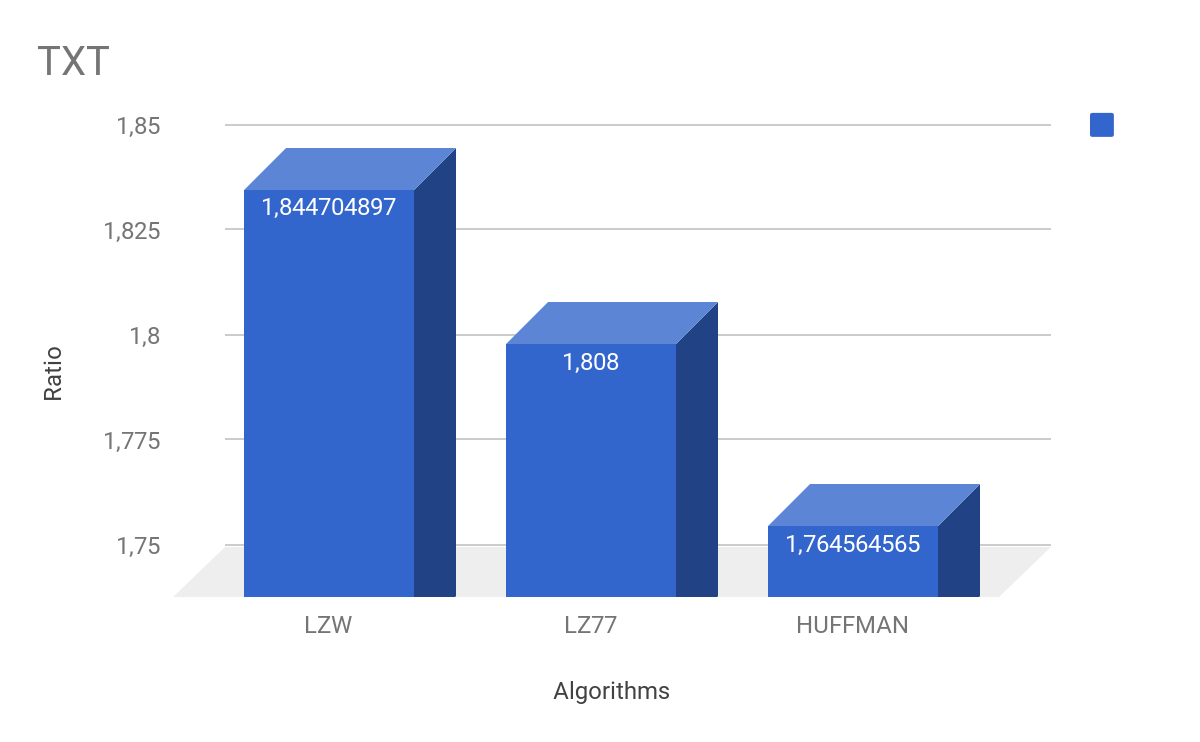 TXT
1,85
1,825
1,8
1,775
1,75
Ratio
1,844704897
1,808
1,764564565
LZW
LZ77
HUFFMAN
Algorithms